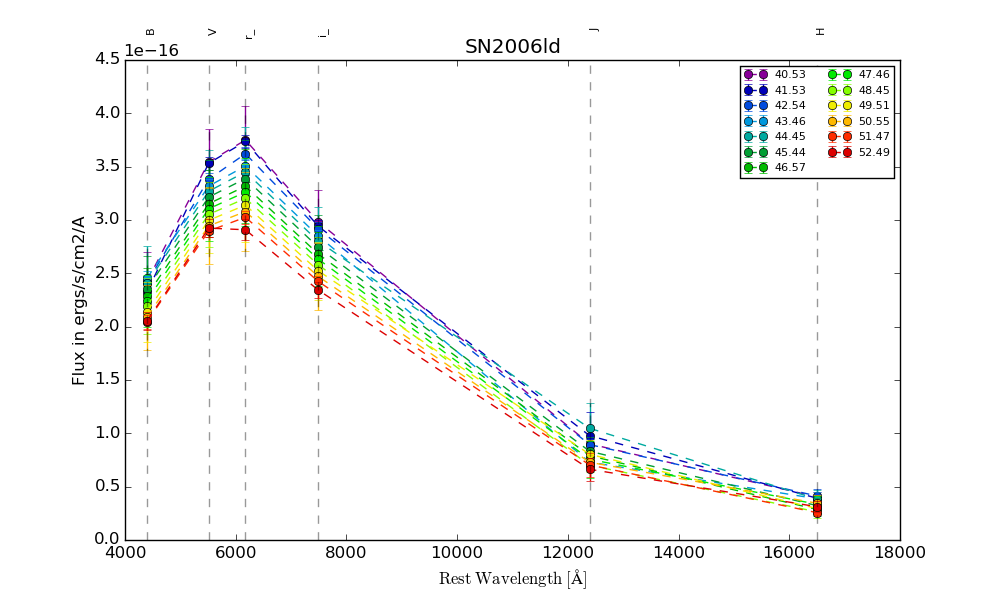 B V r_ i_ J H
1e−16
SN2006ld
4.5
4.0
3.5
3.0
2.5
2.0
1.5
1.0
0.5
0.0
Flux in ergs/s/cm2/A
40.53 47.46
41.53 48.45
42.54 49.51
43.46 50.55
44.45 51.47
45.44 52.49
46.57
4000 6000 8000 10000 12000 14000 16000 18000
Rest Wavelength [Å]